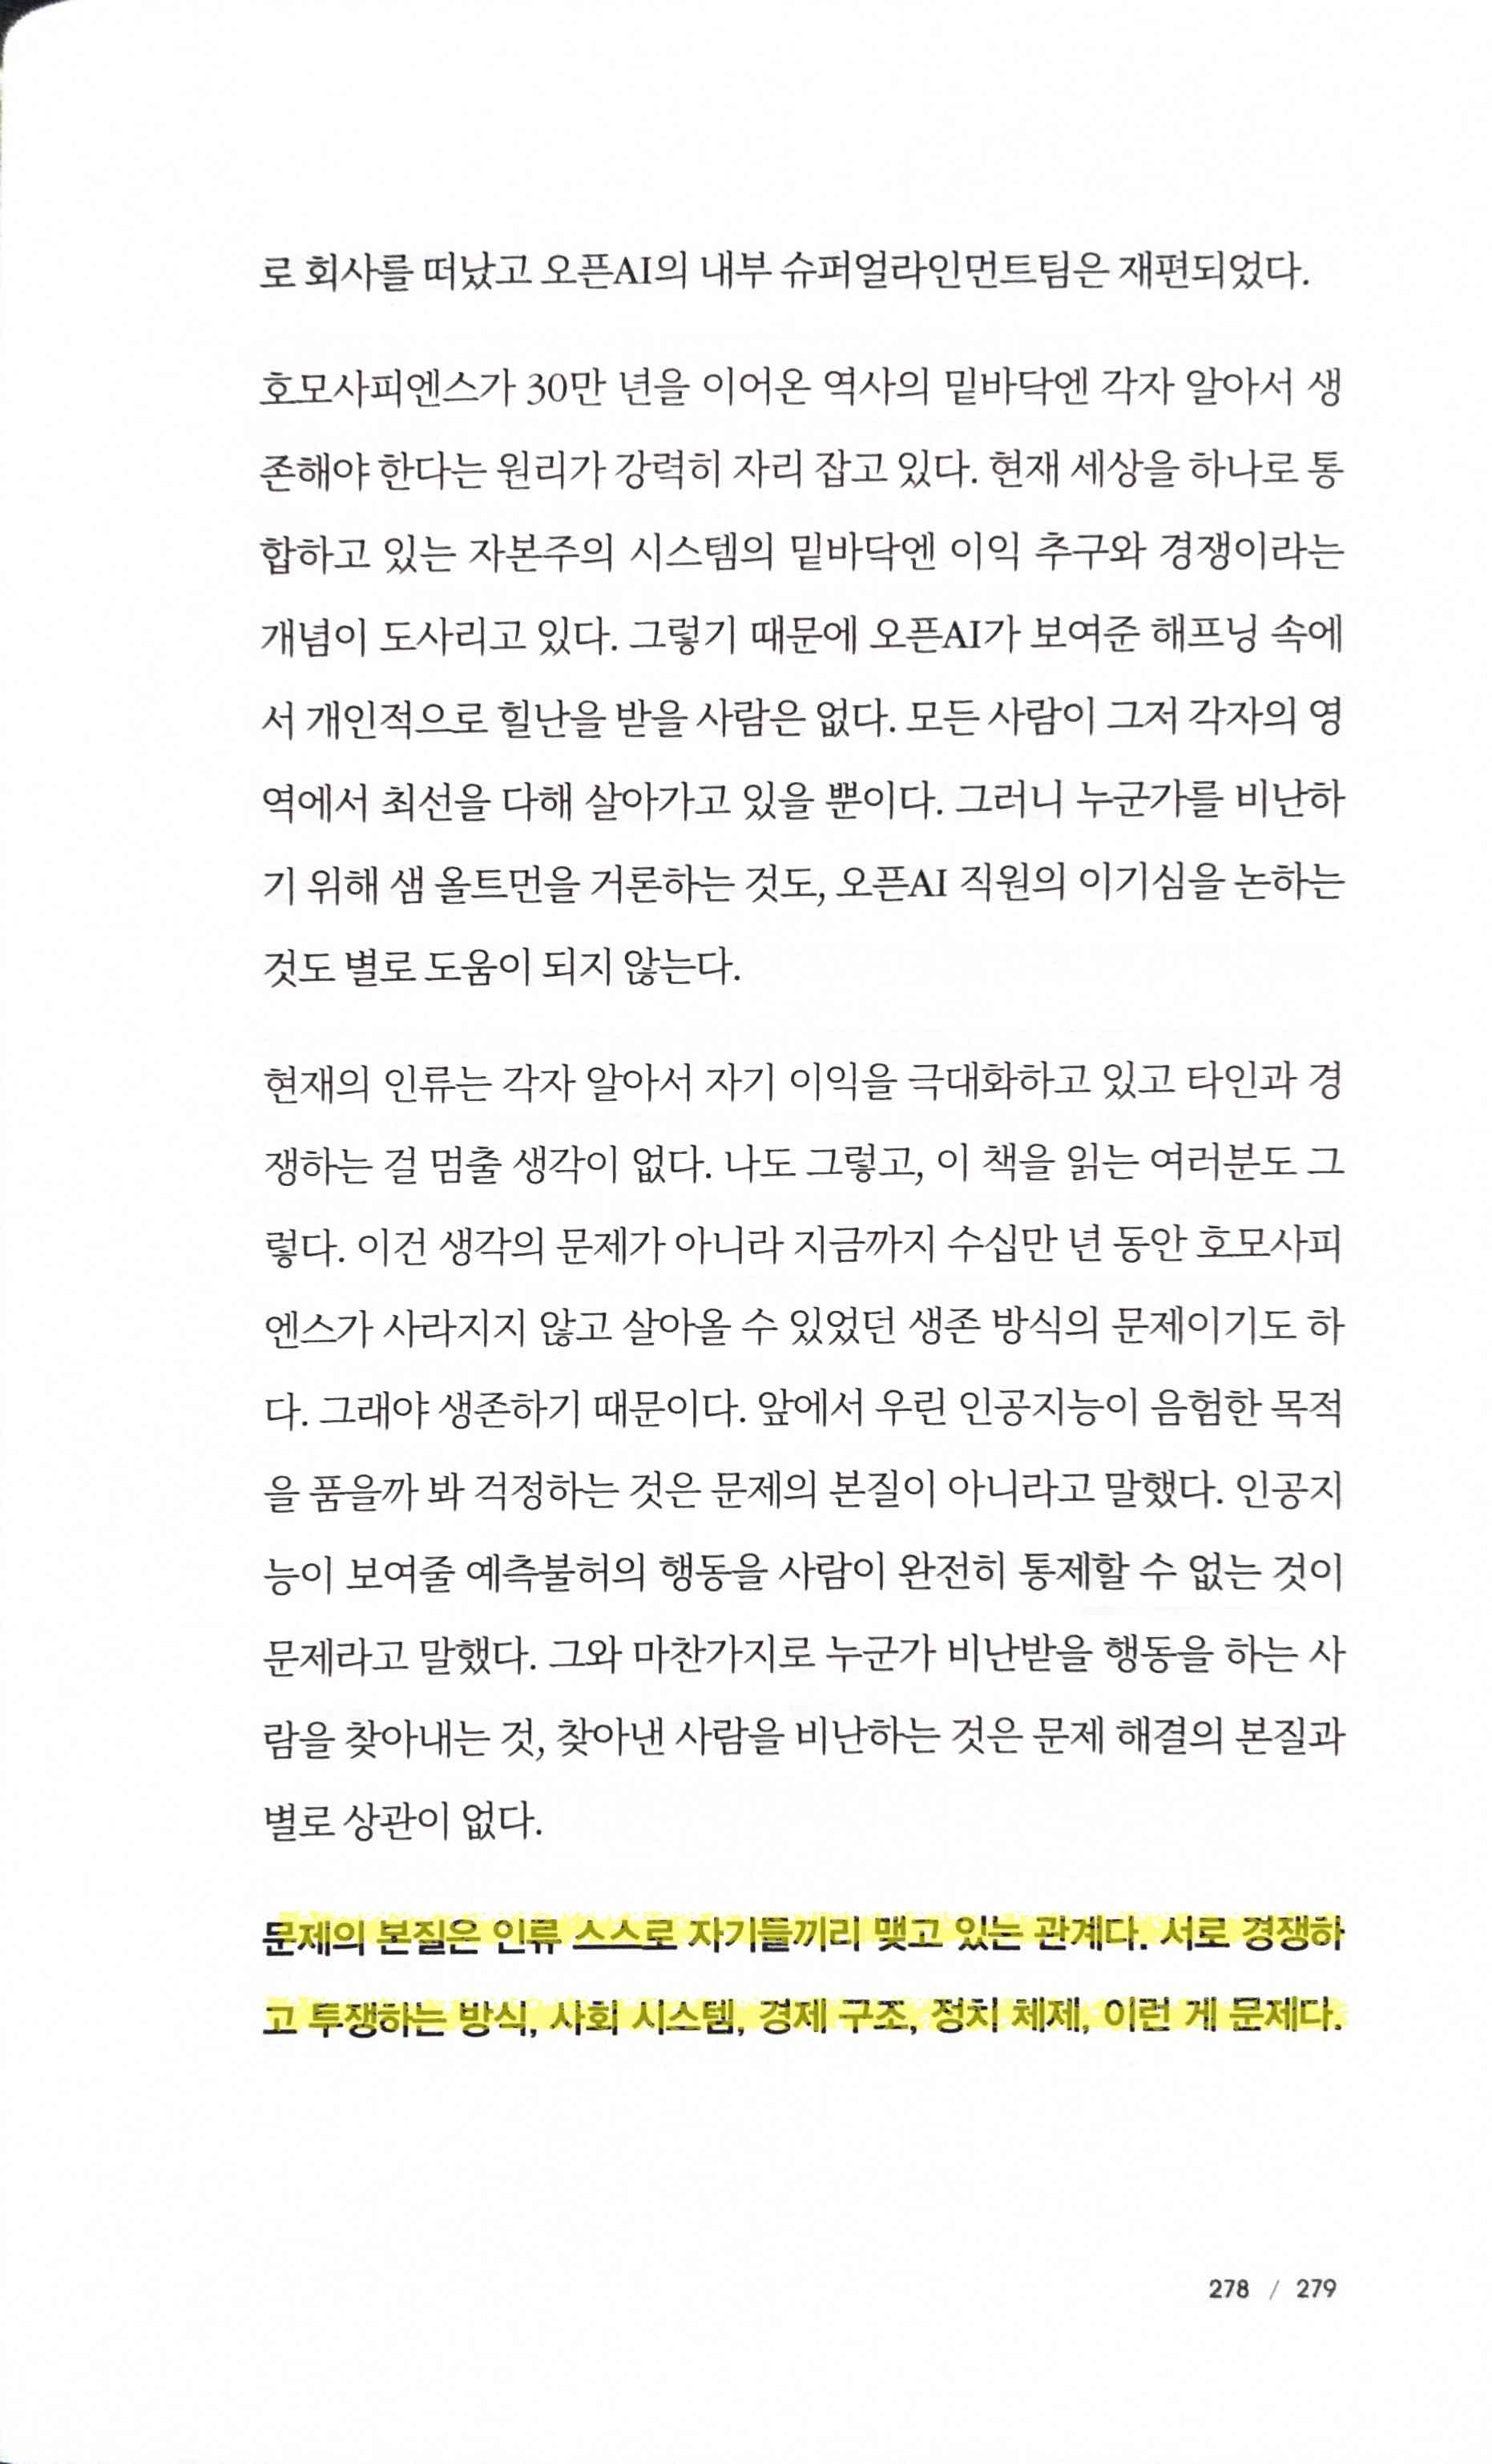 로 회사를 떠났고 오픈AI의 내부 슈퍼얼라인먼트팀은 재편되었다.
호모사피엔스가 30만 년을 이어온 역사의 밑바닥엔 각자 알아서 생
존해야 한다는 원리가 강력히 자리 잡고 있다. 현재 세상을 하나로 통
합하고 있는 자본주의 시스템의 밑바닥엔 이익 추구와 경쟁이라는
개념이 도사리고 있다. 그렇기 때문에 오픈AI가 보여준 해프닝 속에
서 개인적으로 힐난을 받을 사람은 없다. 모든 사람이 그저 각자의 영
역에서 최선을 다해 살아가고 있을 뿐이다. 그러니 누군가를 비난하
기 위해 샘 올트먼을 거론하는 것도, 오픈AI 직원의 이기심을 논하는
것도 별로 도움이 되지 않는다.
현재의 인류는 각자 알아서 자기 이익을 극대화하고 있고 타인과 경
쟁하는 걸 멈출 생각이 없다. 나도 그렇고, 이 책을 읽는 여러분도 그
렇다. 이건 생각의 문제가 아니라 지금까지 수십만 년 동안 호모사피
엔스가 사라지지 않고 살아올 수 있었던 생존 방식의 문제이기도 하
다. 그래야 생존하기 때문이다. 앞에서 우린 인공지능이 음험한 목적
을 품을까 봐 걱정하는 것은 문제의 본질이 아니라고 말했다. 인공지
능이 보여줄 예측불허의 행동을 사람이 완전히 통제할 수 없는 것이
문제라고 말했다. 그와 마찬가지로 누군가 비난받을 행동을 하는 사
람을 찾아내는 것, 찾아낸 사람을 비난하는 것은 문제 해결의 본질과
별로 상관이 없다.
문제의 본질은 인류 스스로 자기들끼리 맺고 있는 관계다. 서로 경쟁하
고 투쟁하는 방식, 사회 시스템, 경제 구조, 정치 체제, 이런 게 문제다.
278 / 279